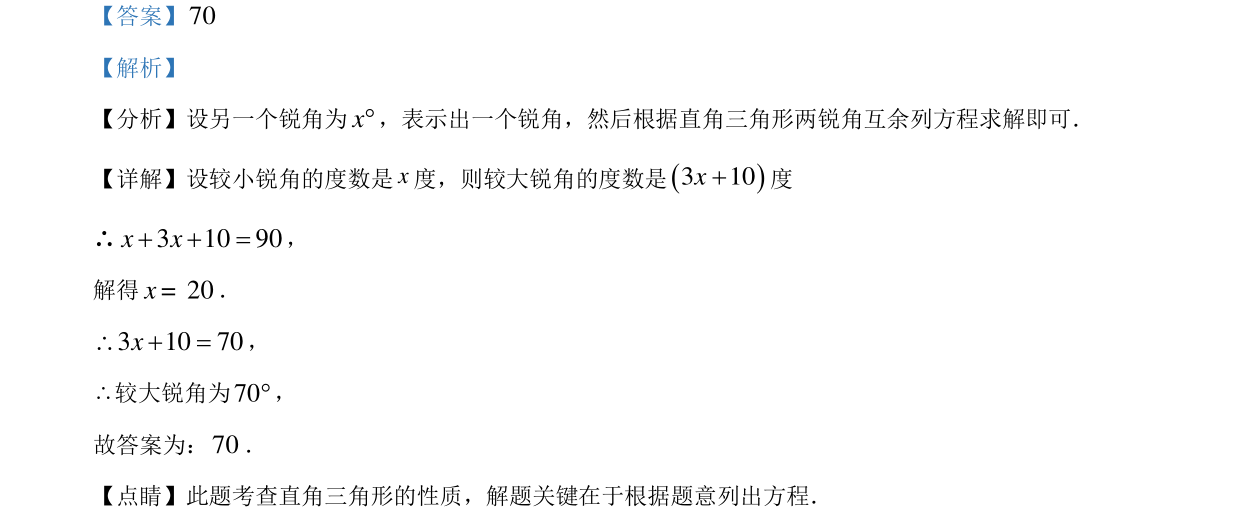 【答案】70
【解析】
【分析】设另一个锐角为 x°，表示出一个锐角，然后根据直角三角形两锐角互余列方程求解即可．
【详解】设较小锐角的度数是 x 度，则较大锐角的度数是 (3x+10) 度
∴ x+3x+10=90，
解得 x= 20．
∴3x+10=70，
∴较大锐角为70°，
故答案为：70．
【点睛】此题考查直角三角形的性质，解题关键在于根据题意列出方程．